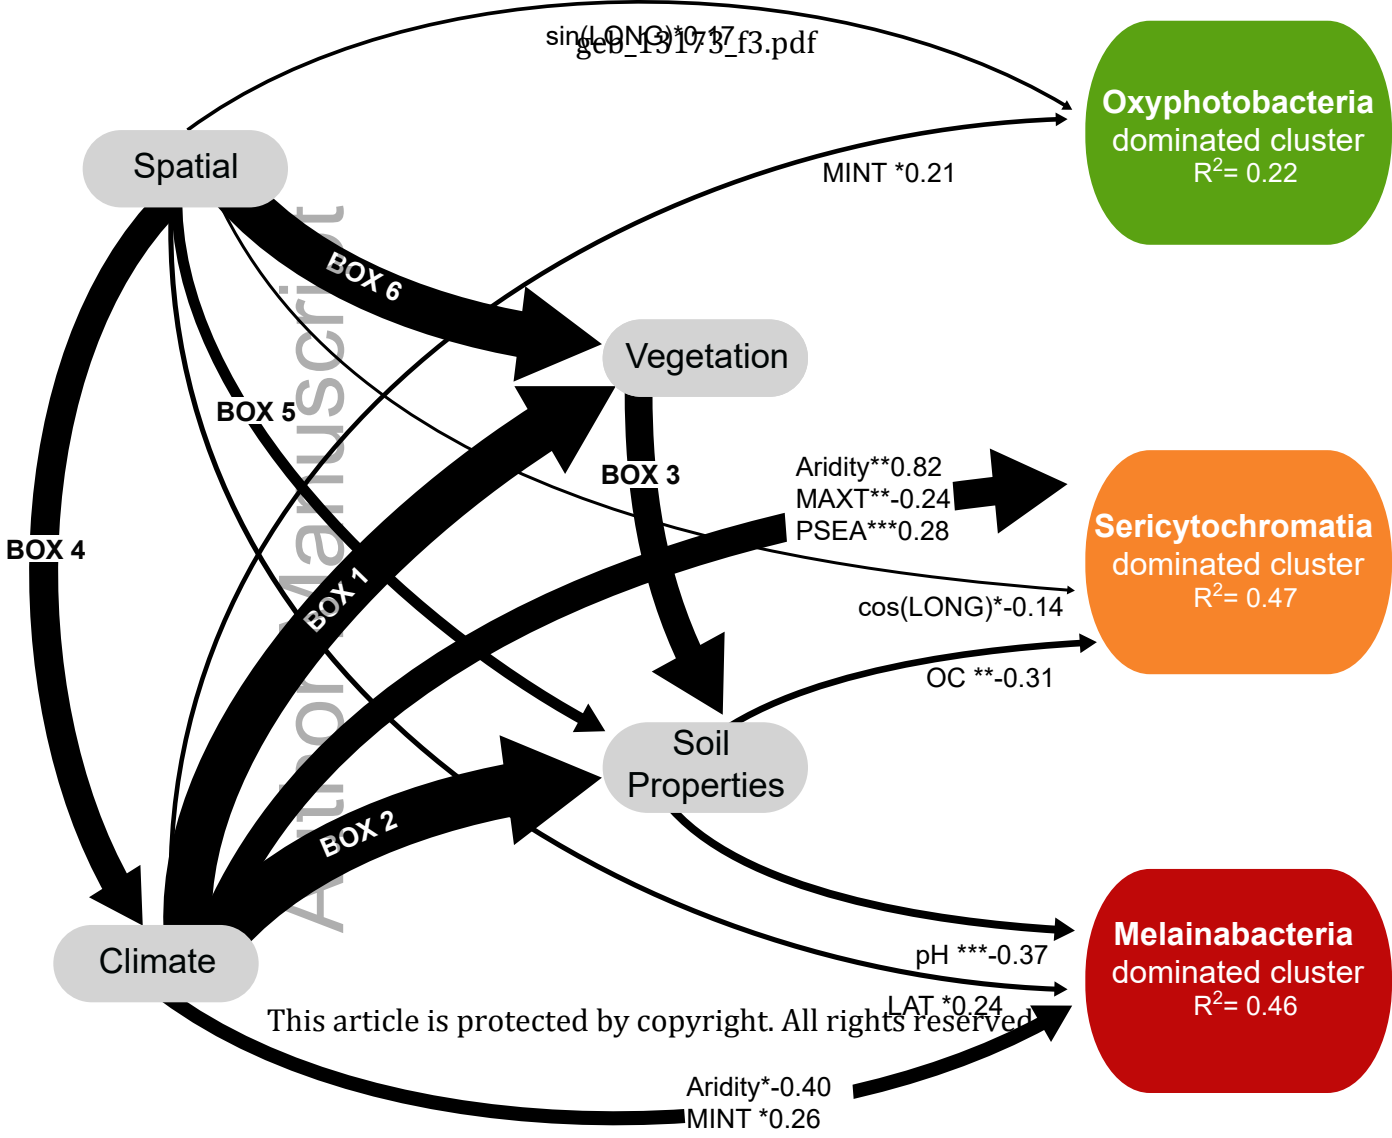 sin(LONG)*0.17
geb_13173_f3.pdf
Oxyphotobacteria
dominated cluster
R²= 0.22
MINT *0.21
Spatial
BOX 6
Vegetation
BOX 5
BOX 3
Aridity**0.82
MAXT**-0.24
PSEA***0.28
Sericytochromatia
dominated cluster
R²= 0.47
BOX 4
BOX 1
cos(LONG)*-0.14
OC **-0.31
Soil
Properties
BOX 2
Author Manuscript
Climate
pH ***-0.37
Melainabacteria
dominated cluster
R²= 0.46
LAT *0.24
This article is protected by copyright. All rights reserved
Aridity*-0.40
MINT *0.26